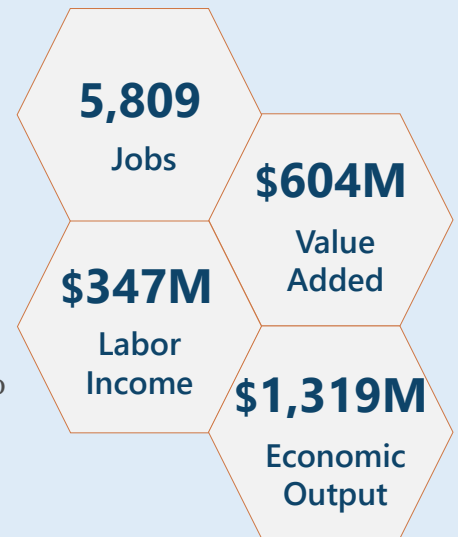 5,809
Jobs
$604M
Value
Added
$347M
Labor
Income
$1,319M
Economic
Output